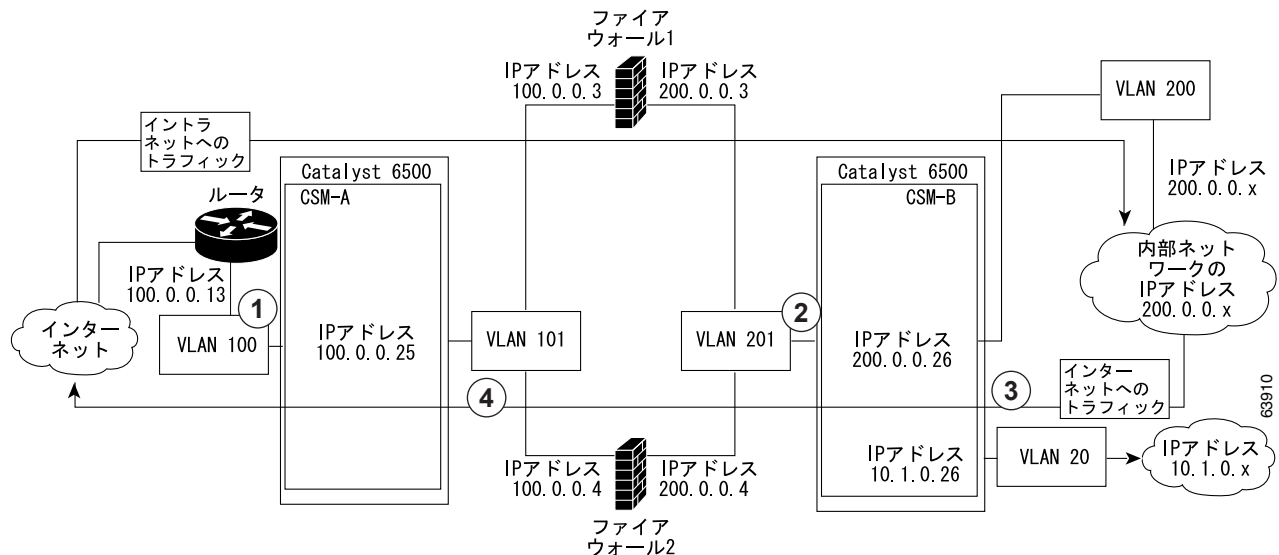 ファイア
ウォール1
IPアドレス
100.0.0.3
IPアドレス
200.0.0.3
VLAN 200
イントラ
ネットへの
トラフィック
Catalyst 6500
CSM-A
Catalyst 6500
CSM-B
IPアドレス
200.0.0.x
ルータ
IPアドレス
100.0.0.13
1
インター
ネット
VLAN 100
IPアドレス
100.0.0.25
VLAN 101
VLAN 201
2
IPアドレス
200.0.0.26
内部ネット
ワークの
IPアドレス
200.0.0.x
4
3
インター
ネットへの
トラフィック
63910
IPアドレス
100.0.0.4
IPアドレス
200.0.0.4
IPアドレス
10.1.0.26
VLAN 20
IPアドレス
10.1.0.x
ファイア
ウォール2